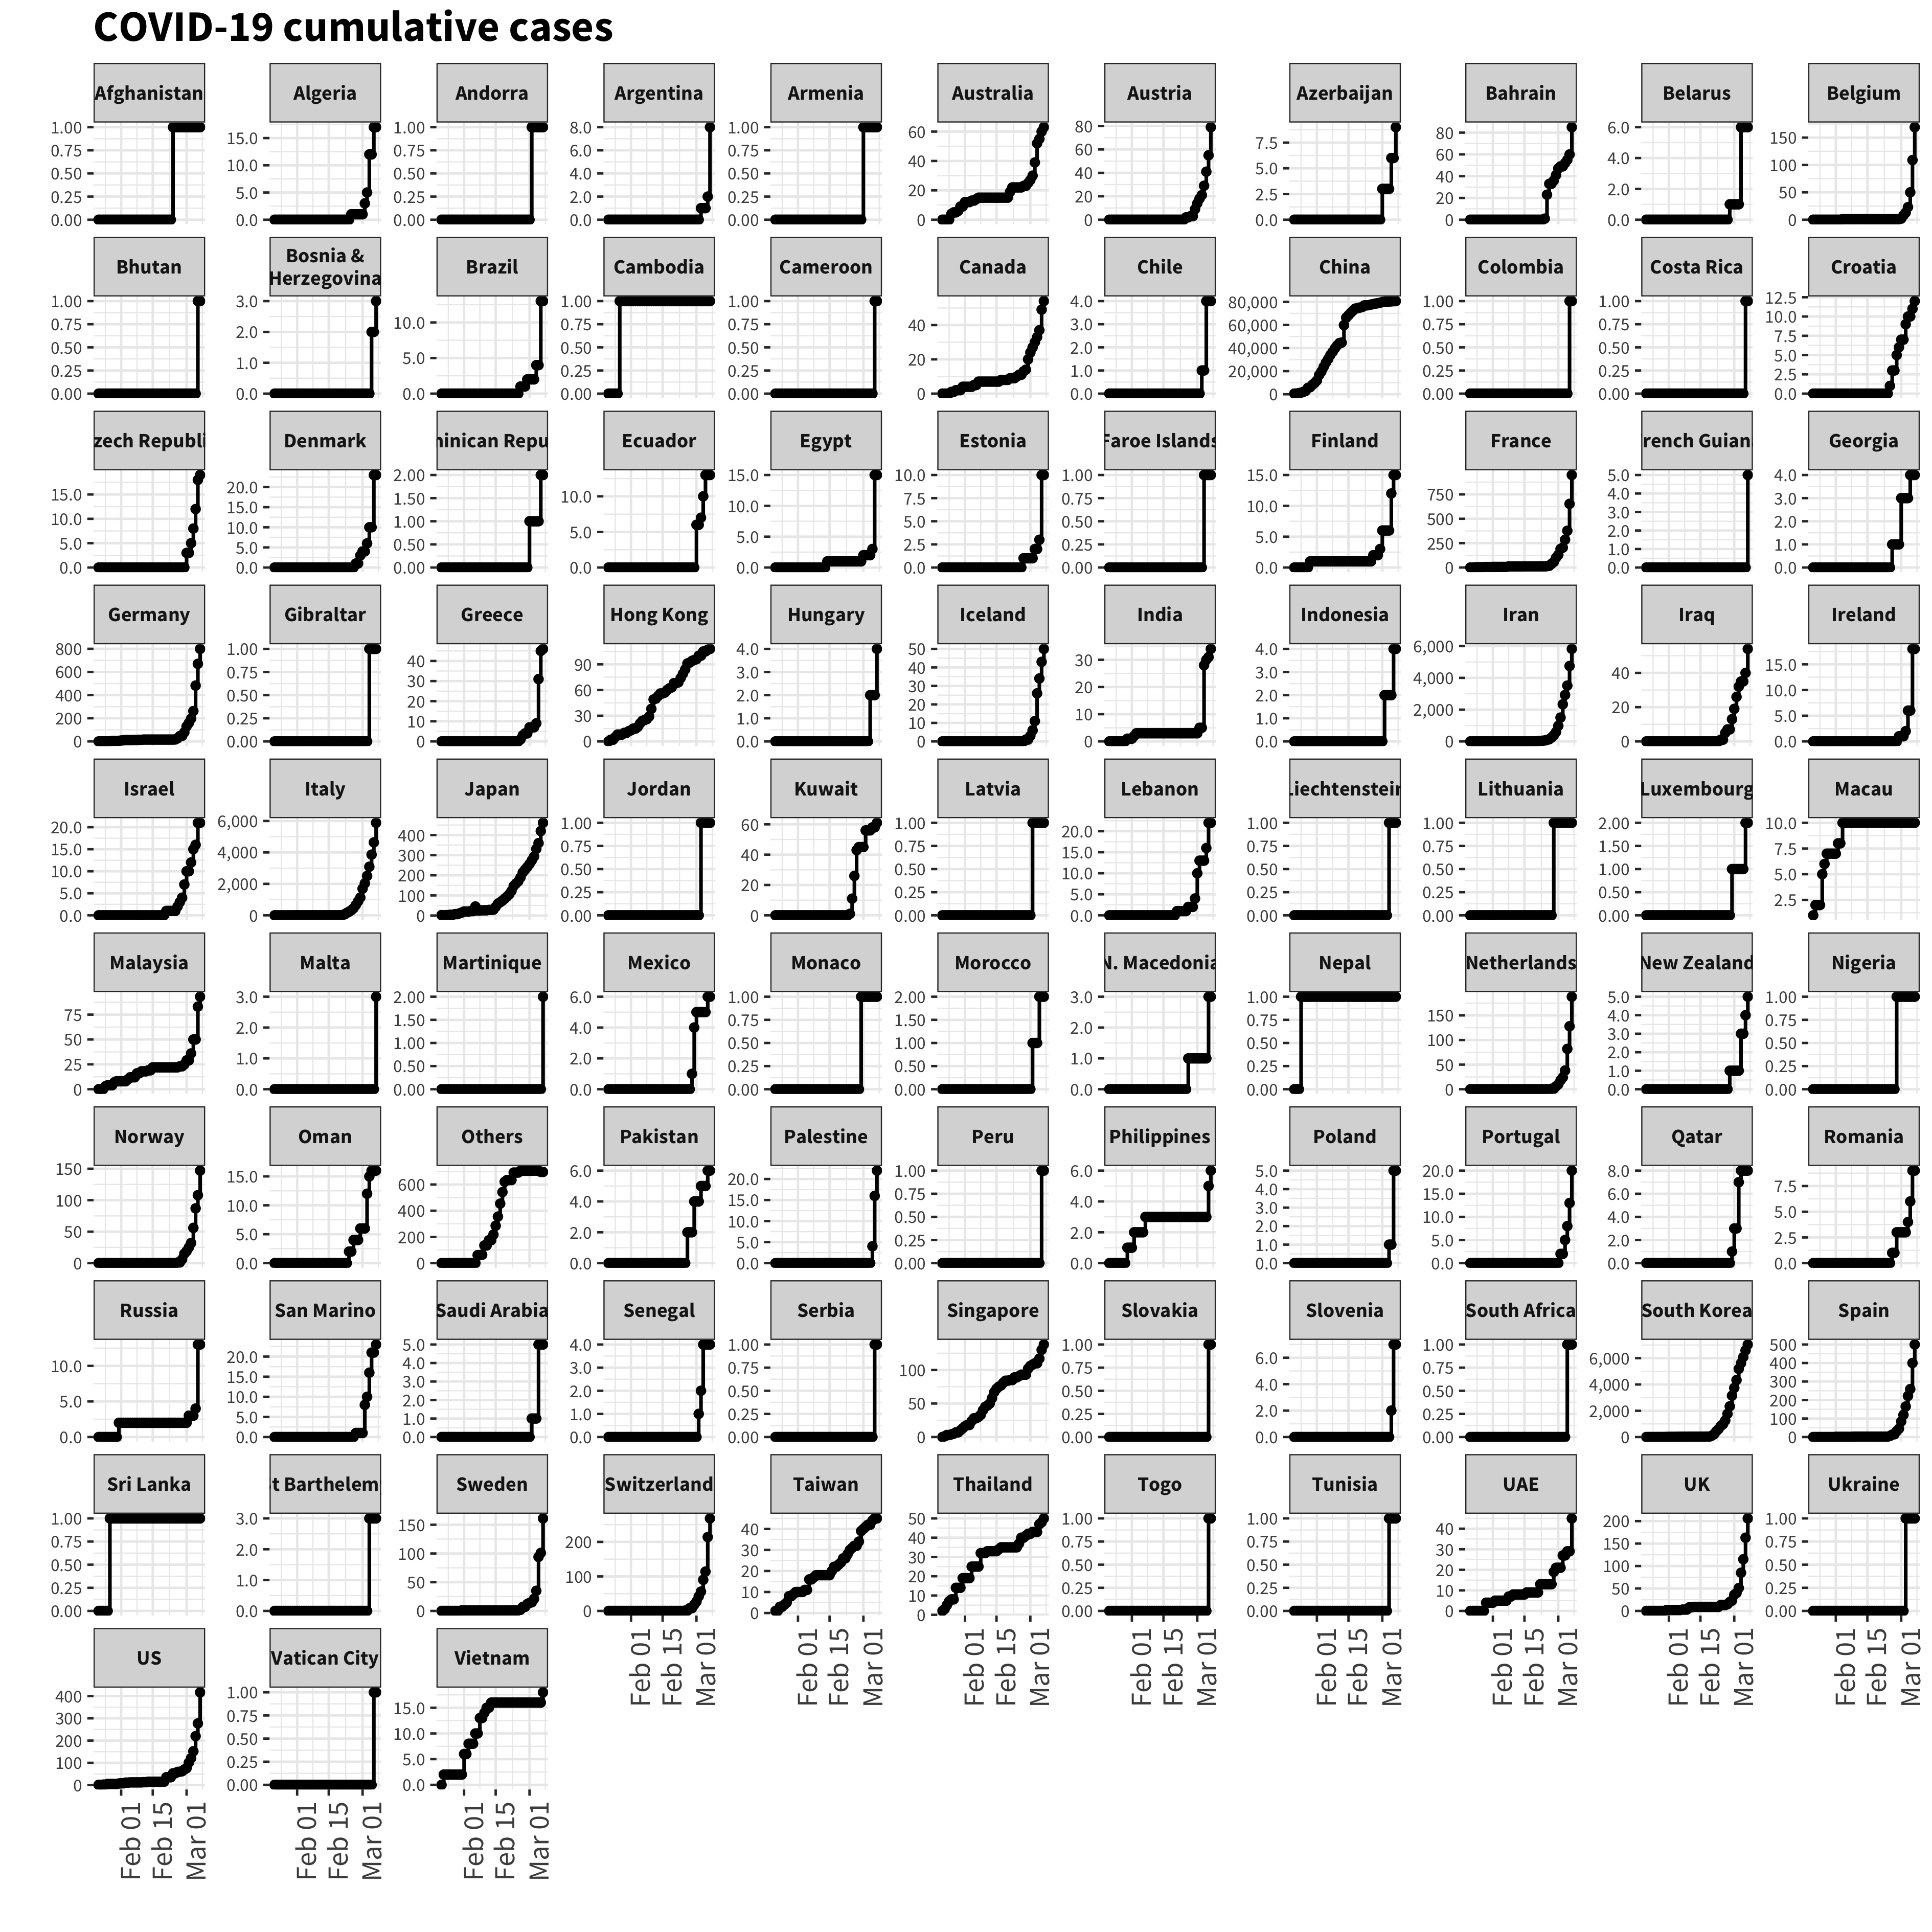 COVID-19 cumulative cases
Afghanistan Algeria Andorra Argentina Armenia Australia Austria Azerbaijan Bahrain Belarus Belgium
1.00 0.75 0.50 0.25 0.00
15.0 10.0 5.0 0.0
1.00 0.75 0.50 0.25 0.00
8.0 6.0 4.0 2.0 0.0
1.00 0.75 0.50 0.25 0.00
60 40 20 0
80 60 40 20 0
7.5 5.0 2.5 0.0
80 60 40 20 0
6.0 4.0 2.0 0.0
150 100 50 0
Bhutan
Bosnia &
Herzegovina
Brazil Cambodia Cameroon Canada Chile China Colombia Costa Rica Croatia
1.00 0.75 0.50 0.25 0.00
3.0 2.0 1.0 0.0
10.0 5.0 0.0
1.00 0.75 0.50 0.25 0.00
1.00 0.75 0.50 0.25 0.00
40 20 0
4.0 3.0 2.0 1.0 0.0
80,000 60,000 40,000 20,000 0
1.00 0.75 0.50 0.25 0.00
1.00 0.75 0.50 0.25 0.00
12.5 10.0 7.5 5.0 2.5 0.0
zech Republi Denmark ninican Repu Ecuador Egypt Estonia Faroe Islands Finland France rench Guian Georgia
15.0 10.0 5.0 0.0
20.0 15.0 10.0 5.0 0.0
2.00 1.50 1.00 0.50 0.00
10.0 5.0 0.0
15.0 10.0 5.0 0.0
10.0 7.5 5.0 2.5 0.0
1.00 0.75 0.50 0.25 0.00
15.0 10.0 5.0 0.0
750 500 250 0
5.0 4.0 3.0 2.0 1.0 0.0
4.0 3.0 2.0 1.0 0.0
Germany Gibraltar Greece Hong Kong Hungary Iceland India Indonesia Iran Iraq Ireland
800 600 400 200 0
1.00 0.75 0.50 0.25 0.00
40 30 20 10 0
90 60 30 0
4.0 3.0 2.0 1.0 0.0
50 40 30 20 10 0
30 20 10 0
4.0 3.0 2.0 1.0 0.0
6,000 4,000 2,000 0
40 20 0
15.0 10.0 5.0 0.0
Israel Italy Japan Jordan Kuwait Latvia Lebanon iechtenstein Lithuania Luxembourg Macau
20.0 15.0 10.0 5.0 0.0
6,000 4,000 2,000 0
400 300 200 100 0
1.00 0.75 0.50 0.25 0.00
60 40 20 0
1.00 0.75 0.50 0.25 0.00
20.0 15.0 10.0 5.0 0.0
1.00 0.75 0.50 0.25 0.00
1.00 0.75 0.50 0.25 0.00
2.00 1.50 1.00 0.50 0.00
10.0 7.5 5.0 2.5
Malaysia Malta Martinique Mexico Monaco Morocco N. Macedonia Nepal Netherlands New Zealand Nigeria
75 50 25 0
3.0 2.0 1.0 0.0
2.00 1.50 1.00 0.50 0.00
6.0 4.0 2.0 0.0
1.00 0.75 0.50 0.25 0.00
2.00 1.50 1.00 0.50 0.00
3.0 2.0 1.0 0.0
1.00 0.75 0.50 0.25 0.00
150 100 50 0
5.0 4.0 3.0 2.0 1.0 0.0
1.00 0.75 0.50 0.25 0.00
Norway Oman Others Pakistan Palestine Peru Philippines Poland Portugal Qatar Romania
150 100 50 0
15.0 10.0 5.0 0.0
600 400 200 0
6.0 4.0 2.0 0.0
20.0 15.0 10.0 5.0 0.0
1.00 0.75 0.50 0.25 0.00
6.0 4.0 2.0 0.0
5.0 4.0 3.0 2.0 1.0 0.0
20.0 15.0 10.0 5.0 0.0
8.0 6.0 4.0 2.0 0.0
7.5 5.0 2.5 0.0
Russia San Marino Saudi Arabia Senegal Serbia Singapore Slovakia Slovenia South Africa South Korea Spain
10.0 5.0 0.0
20.0 15.0 10.0 5.0 0.0
5.0 4.0 3.0 2.0 1.0 0.0
4.0 3.0 2.0 1.0 0.0
1.00 0.75 0.50 0.25 0.00
100 50 0
1.00 0.75 0.50 0.25 0.00
6.0 4.0 2.0 0.0
1.00 0.75 0.50 0.25 0.00
6,000 4,000 2,000 0
500 400 300 200 100 0
Sri Lanka t Barthelem Sweden Switzerland Taiwan Thailand Togo Tunisia UAE UK Ukraine
1.00 0.75 0.50 0.25 0.00
3.0 2.0 1.0 0.0
150 100 50 0
200 100 0
40 30 20 10 0
50 40 30 20 10 0
1.00 0.75 0.50 0.25 0.00
1.00 0.75 0.50 0.25 0.00
40 30 20 10 0
200 150 100 50 0
1.00 0.75 0.50 0.25 0.00
Feb 01 Feb 15 Mar 01
Feb 01 Feb 15 Mar 01
Feb 01 Feb 15 Mar 01
Feb 01 Feb 15 Mar 01
Feb 01 Feb 15 Mar 01
Feb 01 Feb 15 Mar 01
Feb 01 Feb 15 Mar 01
Feb 01 Feb 15 Mar 01
US Vatican City Vietnam
400 300 200 100 0
1.00 0.75 0.50 0.25 0.00
15.0 10.0 5.0 0.0
Feb 01 Feb 15 Mar 01
Feb 01 Feb 15 Mar 01
Feb 01 Feb 15 Mar 01